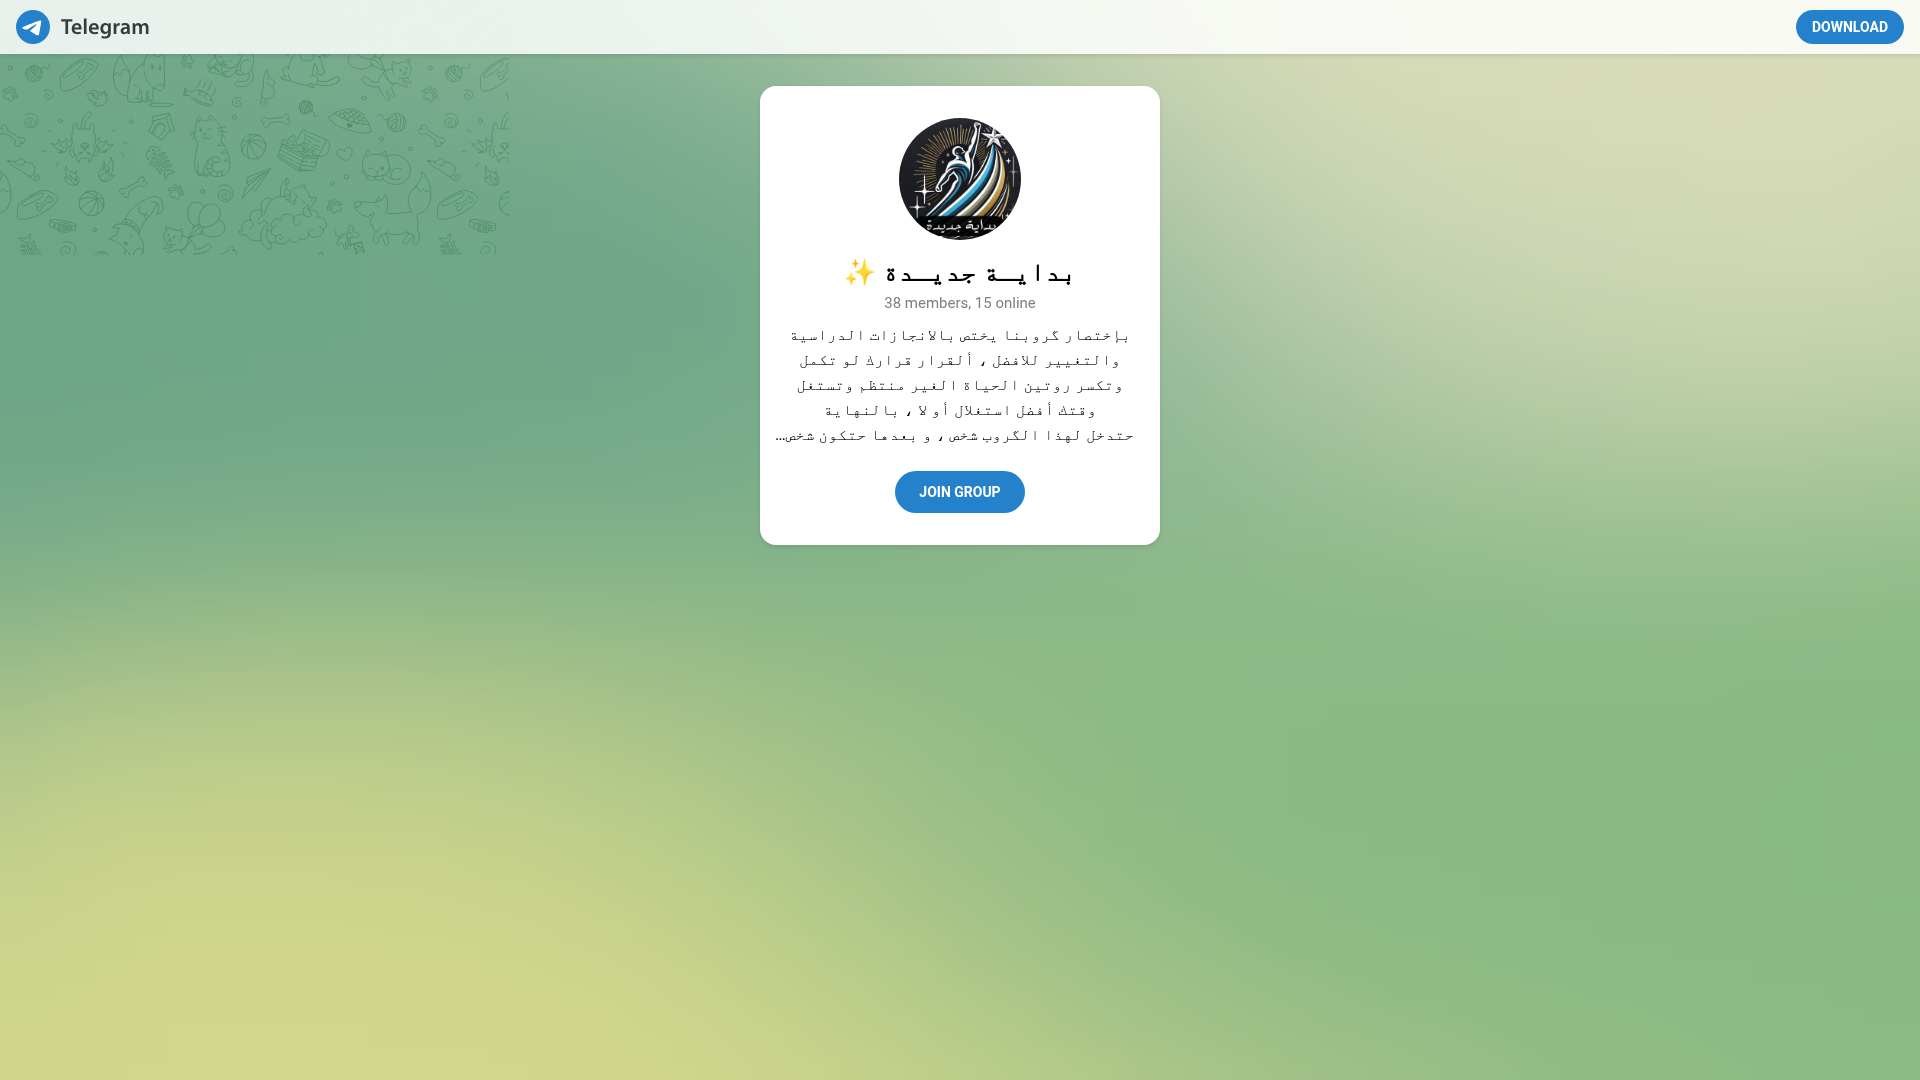 Telegram
DOWNLOAD
بداية جديدة
بدايــة جديــدة ✨
38 members, 15 online
بإختصار گروبنا يختص بالانجازات الدراسية
والتغيير للافضل ، ألقرار قرارك لو تكمل
وتكسر روتين الحياة الغير منتظم وتستغل
وقتك أفضل استغلال أو لا ، بالنهاية
حتدخل لهذا الگروب شخص ، و بعدها حتكون شخص...
JOIN GROUP